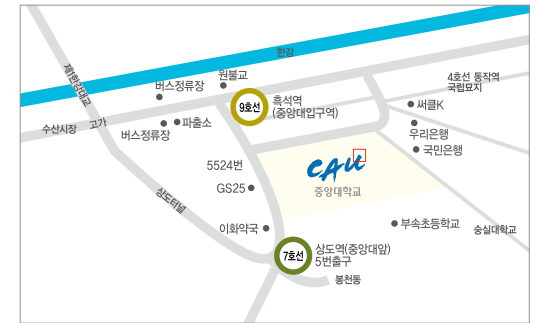 한강
제1한강대교
원불교
버스정류장
9호선
흑석역
(중앙대입구역)
4호선 동작역
국립묘지
써클K
수산시장
고가
버스정류장
파출소
우리은행
국민은행
5524번
CAU
중앙대학교
GS25
상도터널
이화약국
부속초등학교
숭실대학교
7호선
상도역(중앙대앞)
5번출구
봉천동